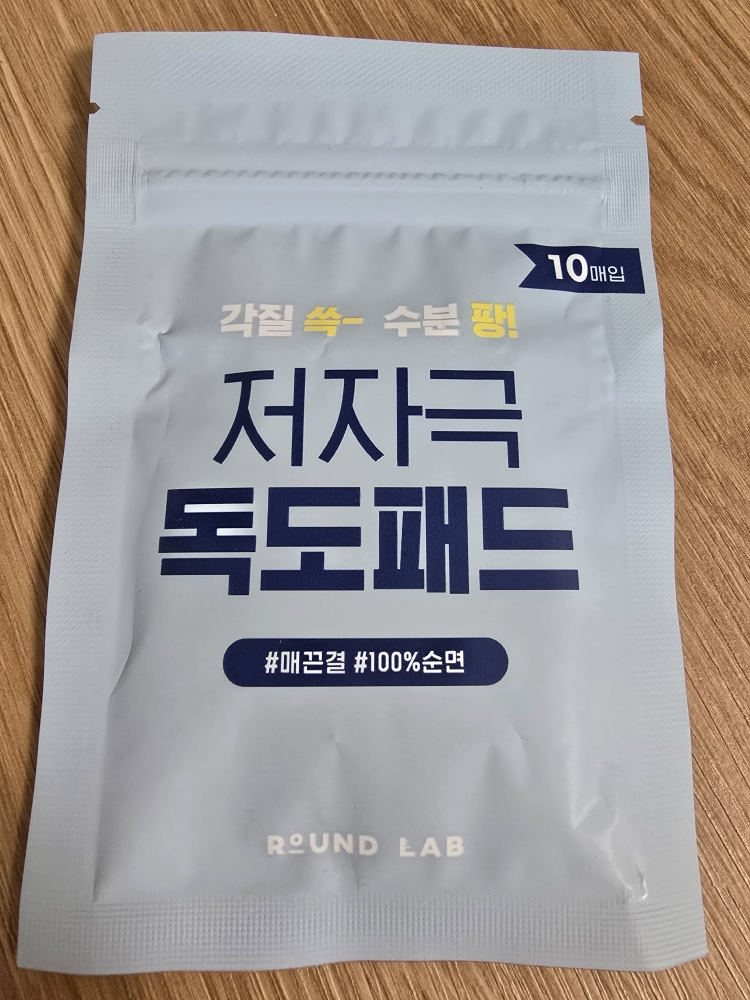 10매입
각질 쏙- 수분 팡!
저자극
독도패드
#매끈결 #100%순면
ROUND LAB